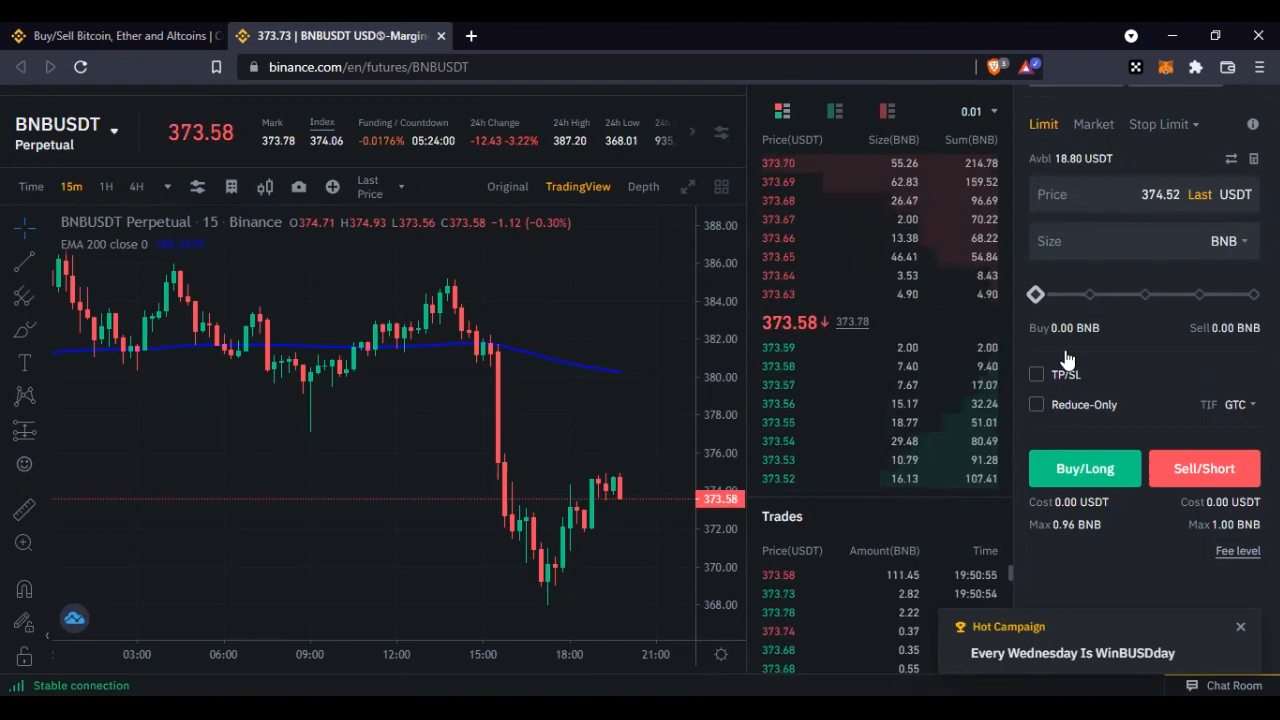 Buy/Sell Bitcoin, Ether and Altcoins | C
373.73 | BNBUSDT USDⓈ-Margine
binance.com/en/futures/BNBUSDT
BNBUSDT
Perpetual
373.58
Mark
373.78
Index
374.06
Funding / Countdown
-0.0176% 05:24:00
24h Change
-12.43 -3.22%
24h High
387.20
24h Low
368.01
24h
935,
Time 15m 1H 4H
Last Price
Original TradingView Depth
BNBUSDT Perpetual · 15 · Binance O374.71 H374.93 L373.56 C373.58 -1.12 (-0.30%)
EMA 200 close 0
388.00
386.00
384.00
382.00
380.00
378.00
376.00
374.00
373.58
372.00
370.00
368.00
03:00 06:00 09:00 12:00 15:00 18:00 21:00
0.01
Price(USDT) Size(BNB) Sum(BNB)
373.70 55.26 214.78
373.69 62.83 159.52
373.68 26.47 96.69
373.67 2.00 70.22
373.66 13.38 68.22
373.65 46.41 54.84
373.64 3.53 8.43
373.63 4.90 4.90
373.58↓ 373.78
373.59 2.00 2.00
373.58 7.40 9.40
373.57 7.67 17.07
373.56 15.17 32.24
373.55 18.77 51.01
373.54 29.48 80.49
373.53 10.79 91.28
373.52 16.13 107.41
Trades
Price(USDT) Amount(BNB) Time
373.58 111.45 19:50:55
373.73 2.82 19:50:54
373.78 2.22
373.74 0.37
373.68 0.35
373.68 0.55
Limit Market Stop Limit
Avbl 18.80 USDT
Price 374.52 Last USDT
Size BNB
Buy 0.00 BNB Sell 0.00 BNB
TP/SL
Reduce-Only TIF GTC
Buy/Long Sell/Short
Cost 0.00 USDT Cost 0.00 USDT
Max 0.96 BNB Max 1.00 BNB
Fee level
Hot Campaign
Every Wednesday Is WinBUSDday
Stable connection
Chat Room